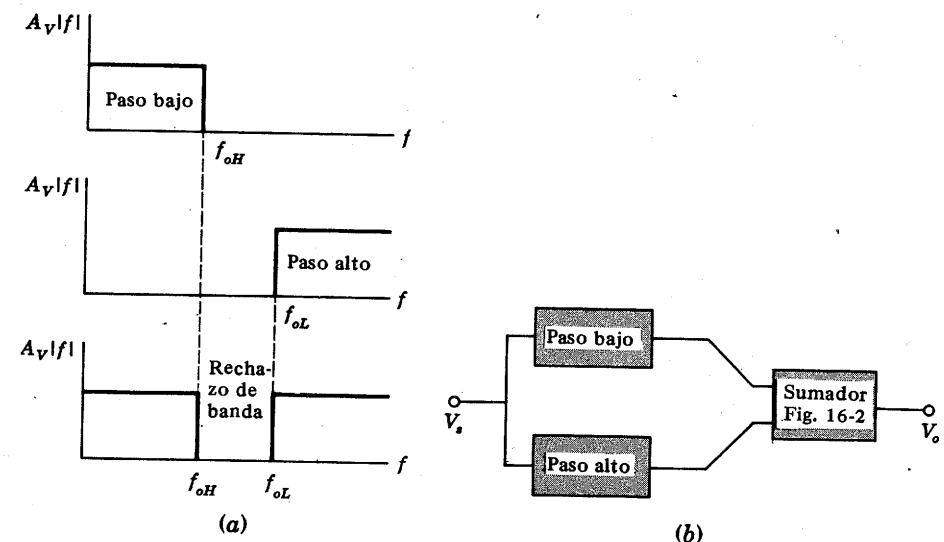 A_V|f|
Paso bajo
f
f_oH
A_V|f|
Paso alto
f
f_oL
A_V|f|
Recha-
zo de
banda
f
f_oH
f_oL
(a)
V_s
Paso bajo
Paso alto
Sumador
Fig. 16-2
V_o
(b)